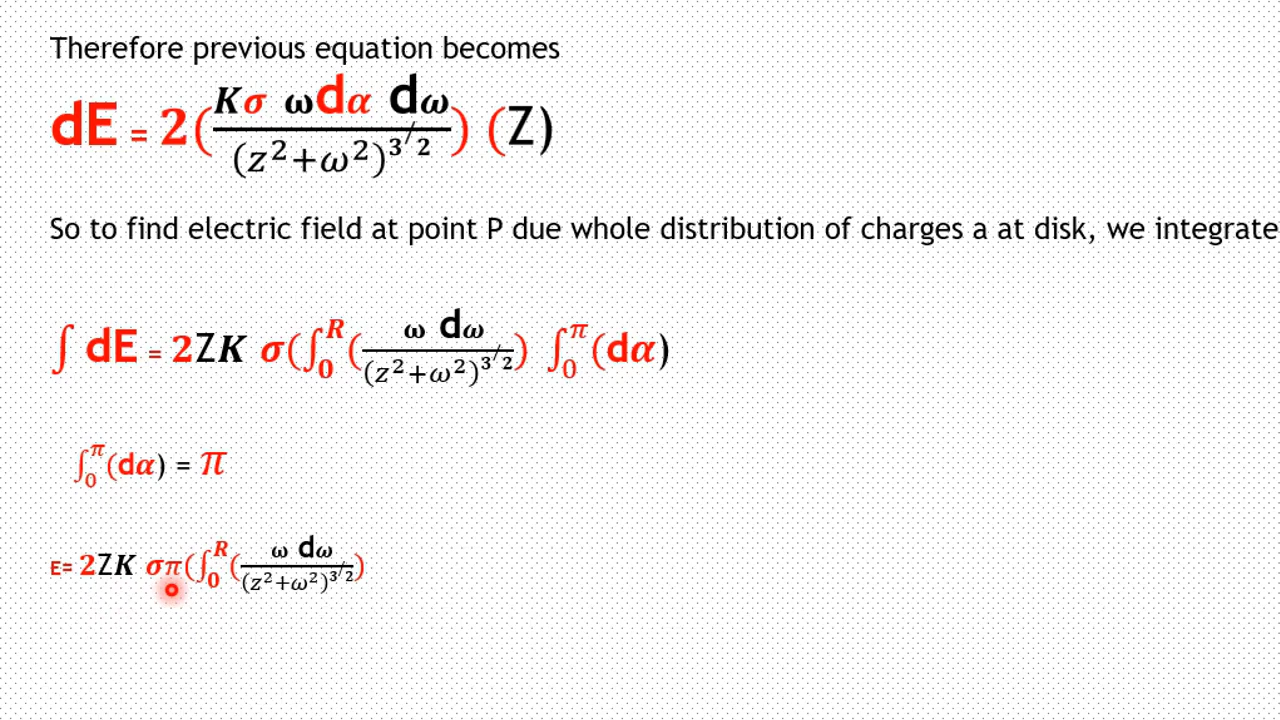 Therefore previous equation becomes
dE = 2(Kσ ωdα dω / (z²+ω²)^3/2) (Z)
So to find electric field at point P due whole distribution of charges a at disk, we integrate
∫ dE = 2ZK σ(∫₀ᴿ(ω dω / (z²+ω²)^3/2) ∫₀^π(dα)
∫₀^π(dα) = π
E= 2ZK σπ(∫₀ᴿ(ω dω / (z²+ω²)^3/2)